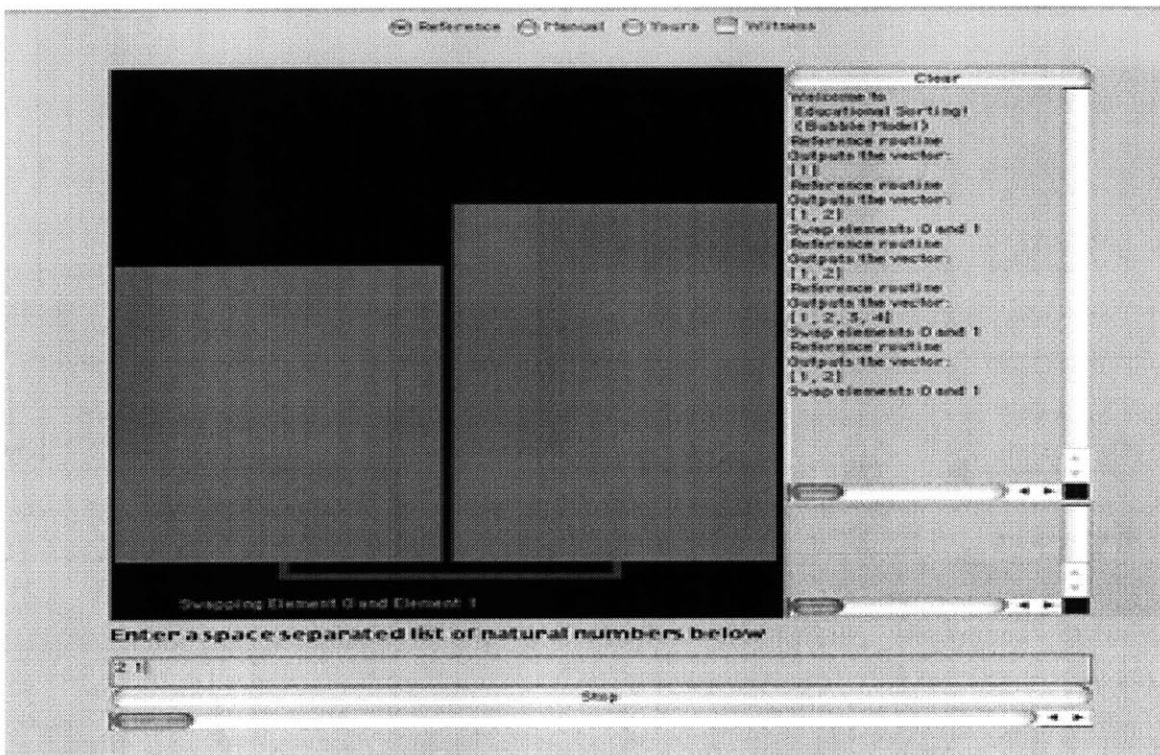 Reference Manual Yours Witness
Clear
Welcome to
Educational Sorting!
(Bubble Model)
Reference routine
Outputs the vector:
[1]
Reference routine
Outputs the vector:
[1, 2]
Swap elements 0 and 1
Reference routine
Outputs the vector:
[1, 2]
Reference routine
Outputs the vector:
[1, 2, 3, 4]
Swap elements 0 and 1
Reference routine
Outputs the vector:
[1, 2]
Swap elements 0 and 1
Swapping Element 0 and Element 1
Enter a space separated list of natural numbers below
2 1
Stop